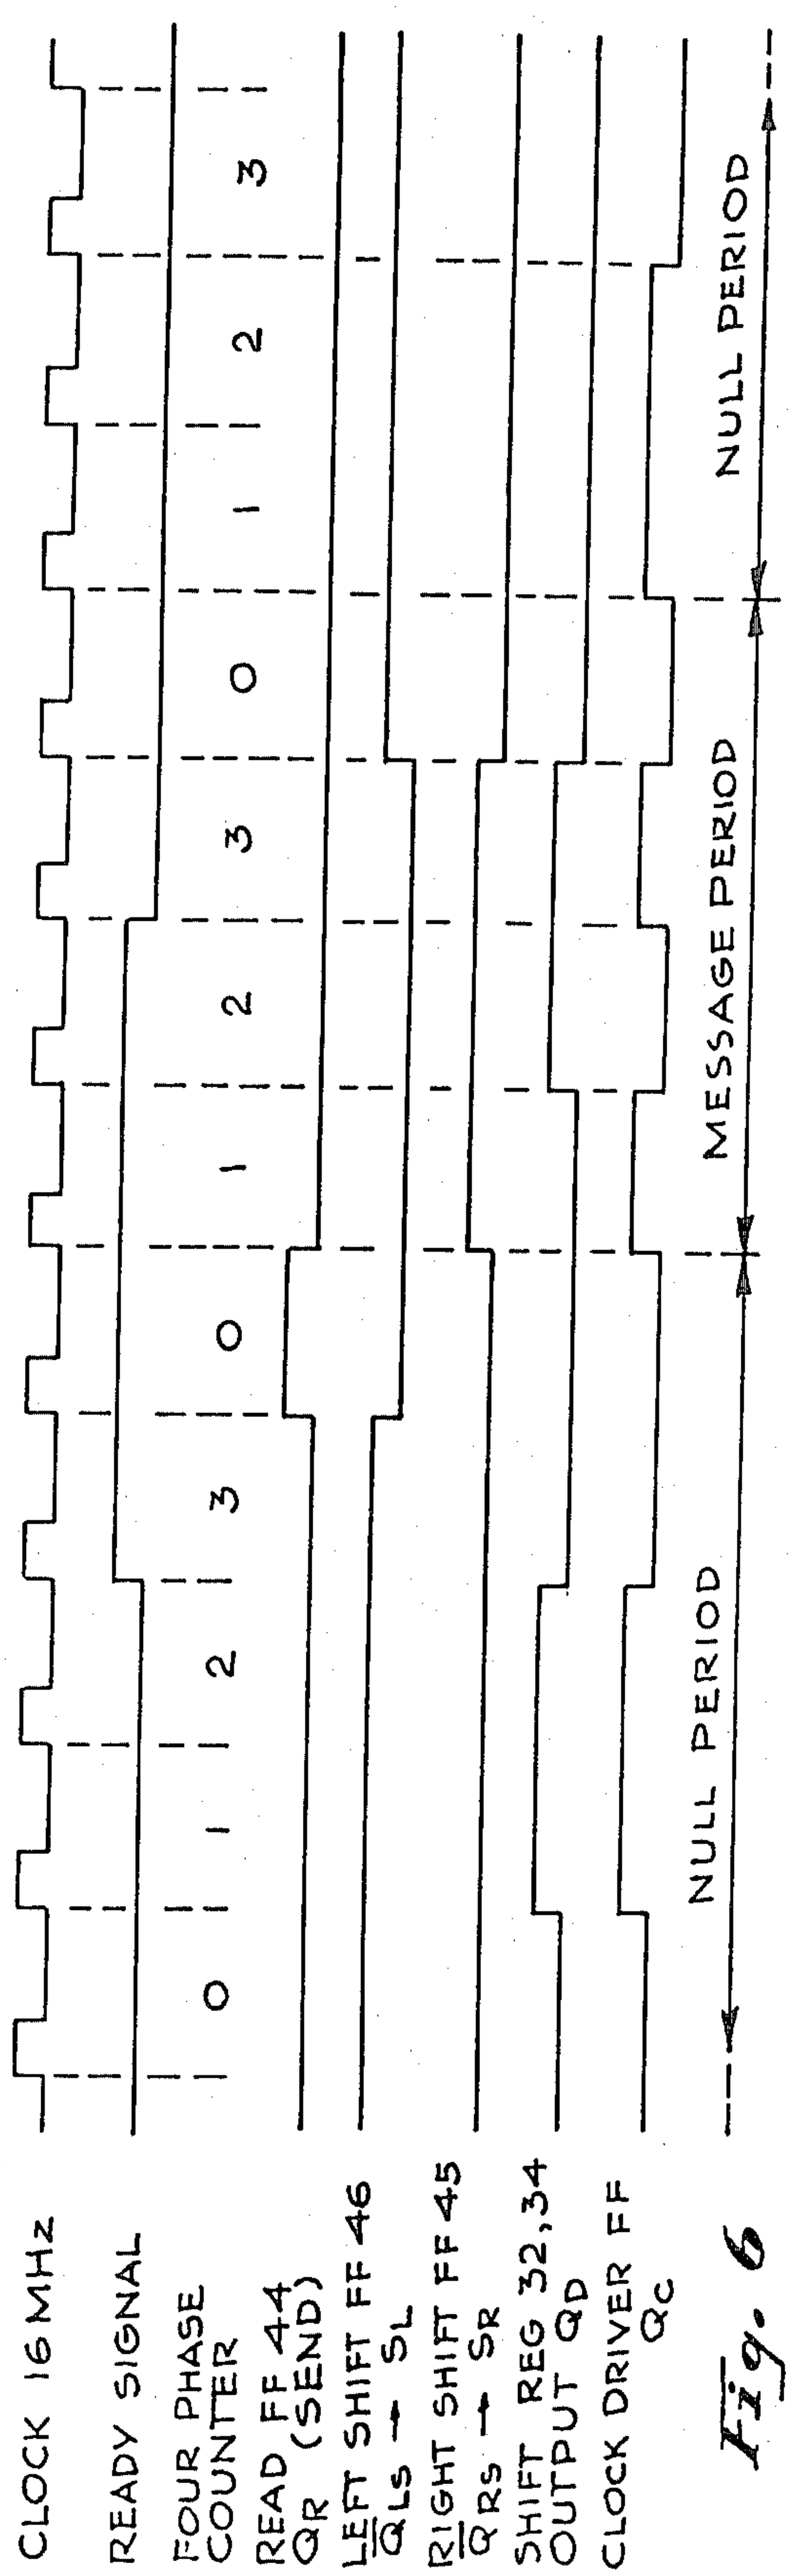 CLOCK 16 MHz
READY SIGNAL
FOUR PHASE
COUNTER
0 1 2 3 0 1 2 3 0 1 2 3
READ FF 44
QR (SEND)
LEFT SHIFT FF 46
Q̅LS → SL
RIGHT SHIFT FF 45
Q̅RS → SR
SHIFT REG 32,34
OUTPUT QD
CLOCK DRIVER FF
QC
NULL PERIOD MESSAGE PERIOD NULL PERIOD
Fig. 6